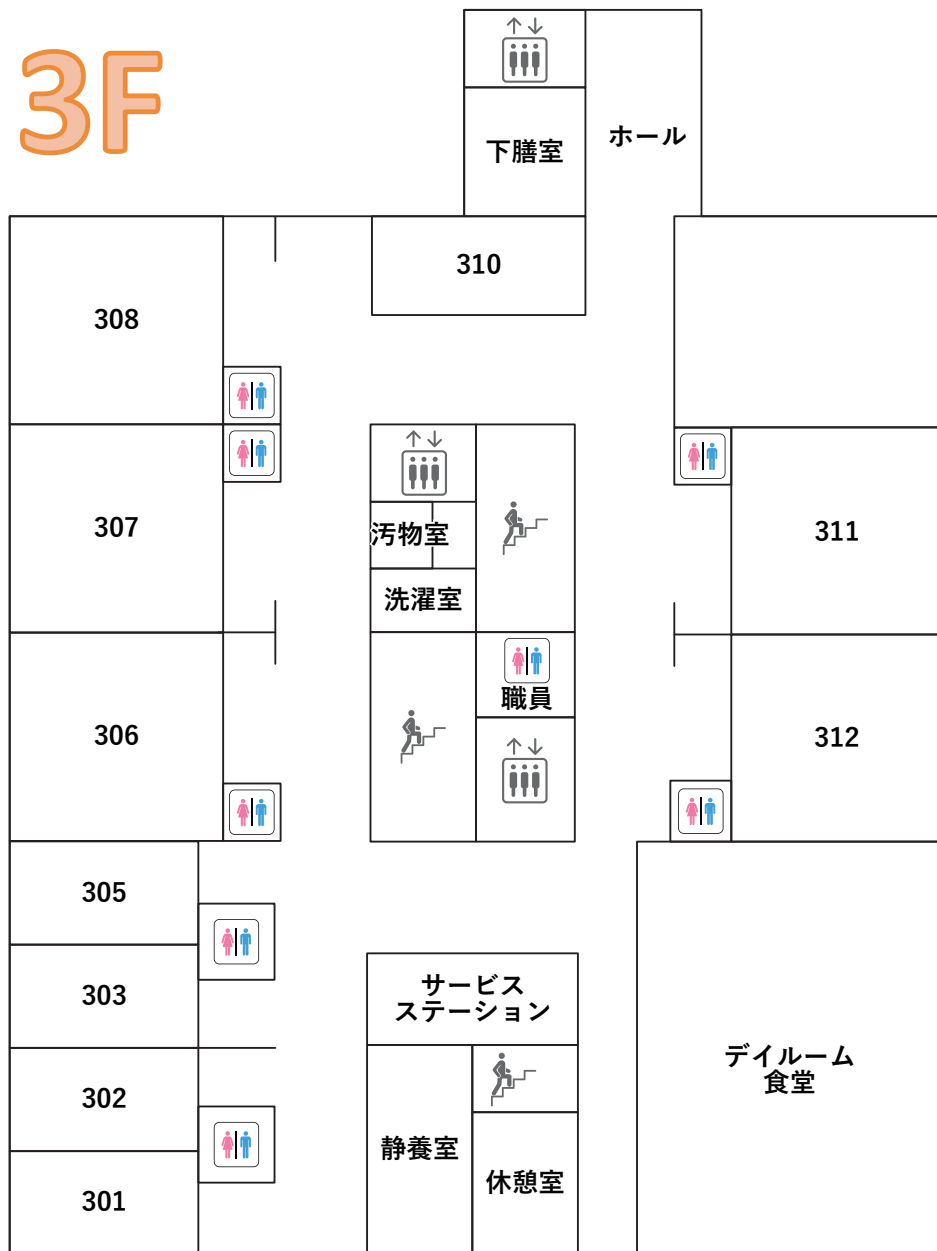 3F
ホール
下膳室
310
308
307
311
汚物室
洗濯室
職員
306
312
305
303
サービス
ステーション
デイルーム
食堂
302
静養室
休憩室
301